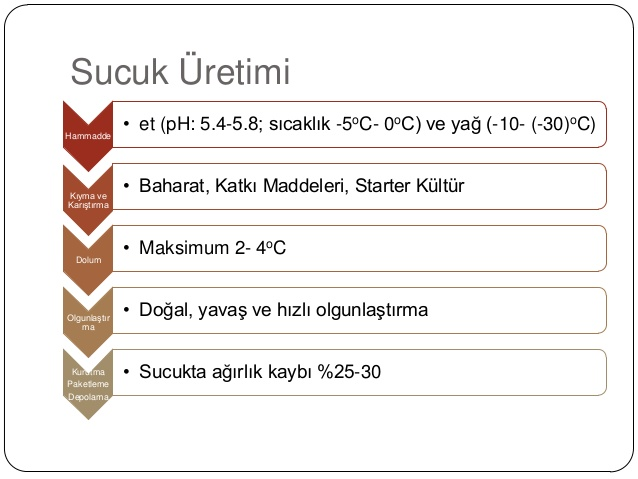 Sucuk Üretimi
Hammadde
• et (pH: 5.4-5.8; sıcaklık -5ºC- 0ºC) ve yağ (-10- (-30)ºC)
Kıyma ve
Karıştırma
• Baharat, Katkı Maddeleri, Starter Kültür
Dolum
• Maksimum 2- 4ºC
Olgunlaştır
ma
• Doğal, yavaş ve hızlı olgunlaştırma
Kurutma
Paketleme
Depolama
• Sucukta ağırlık kaybı %25-30